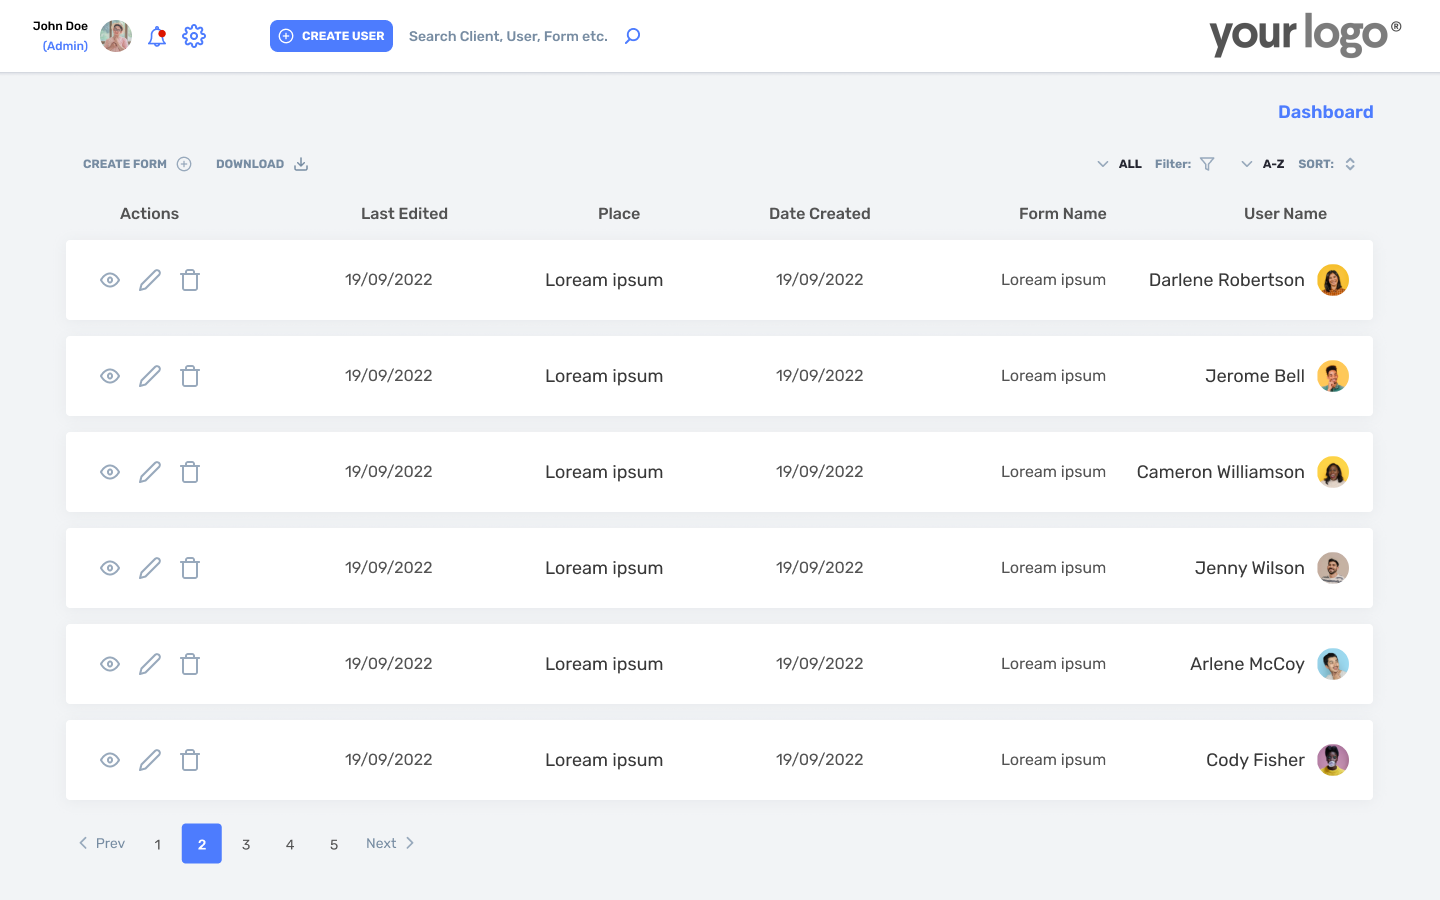 John Doe
(Admin)
CREATE USER
Search Client, User, Form etc.
your logo®
Dashboard
CREATE FORM
DOWNLOAD
ALL Filter:
A-Z SORT:
Actions Last Edited Place Date Created Form Name User Name
19/09/2022 Loream ipsum 19/09/2022 Loream ipsum Darlene Robertson
19/09/2022 Loream ipsum 19/09/2022 Loream ipsum Jerome Bell
19/09/2022 Loream ipsum 19/09/2022 Loream ipsum Cameron Williamson
19/09/2022 Loream ipsum 19/09/2022 Loream ipsum Jenny Wilson
19/09/2022 Loream ipsum 19/09/2022 Loream ipsum Arlene McCoy
19/09/2022 Loream ipsum 19/09/2022 Loream ipsum Cody Fisher
Prev 1 2 3 4 5 Next